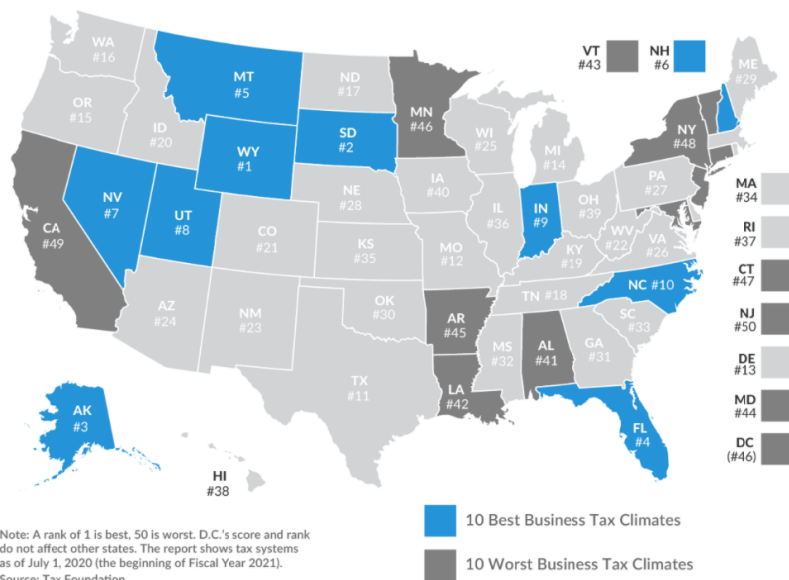 WA
#16
OR
#15
ID
#20
MT
#5
ND
#17
SD
#2
WY
#1
MN
#46
WI
#25
MI
#14
VT
#43
NH
#6
ME
#29
NY
#48
CA
#49
NV
#7
UT
#8
CO
#21
NE
#28
IA
#40
IL
#36
IN
#9
OH
#39
PA
#27
WV
#22
VA
#26
KY
#19
KS
#35
MO
#12
AZ
#24
NM
#23
OK
#30
AR
#45
TN #18
NC #10
SC
#33
TX
#11
LA
#42
MS
#32
AL
#41
GA
#31
FL
#4
AK
#3
HI
#38
MA
#34
RI
#37
CT
#47
NJ
#50
DE
#13
MD
#44
DC
(#46)
10 Best Business Tax Climates
10 Worst Business Tax Climates
Note: A rank of 1 is best, 50 is worst. D.C.'s score and rank
do not affect other states. The report shows tax systems
as of July 1, 2020 (the beginning of Fiscal Year 2021).
Source: Tax Foundation